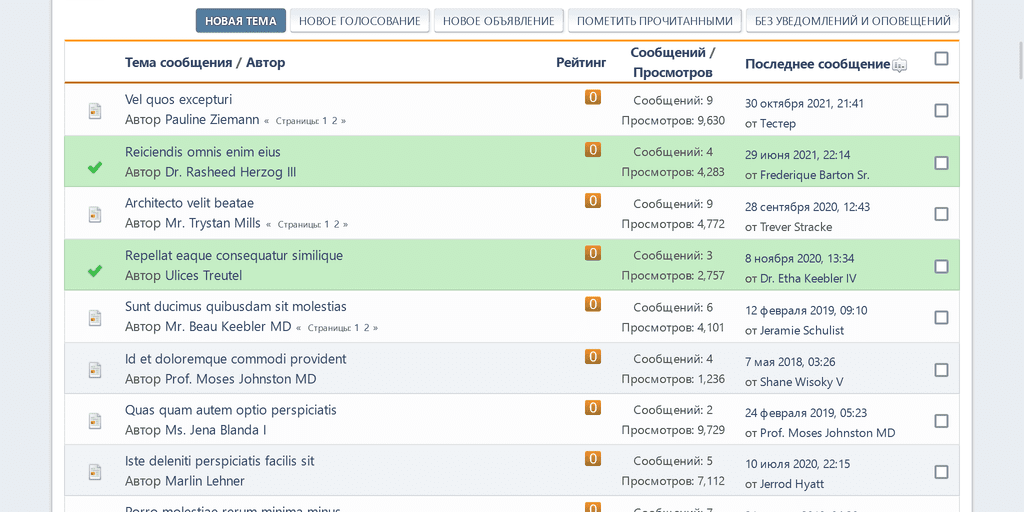 НОВАЯ ТЕМА НОВОЕ ГОЛОСОВАНИЕ НОВОЕ ОБЪЯВЛЕНИЕ ПОМЕТИТЬ ПРОЧИТАННЫМИ БЕЗ УВЕДОМЛЕНИЙ И ОПОВЕЩЕНИЙ
Тема сообщения / Автор Рейтинг Сообщений / Просмотров Последнее сообщение
Vel quos excepturi 0 Сообщений: 9 30 октября 2021, 21:41
Автор Pauline Ziemann « Страницы: 1 2 » Просмотров: 9,630 от Тестер
Reiciendis omnis enim eius 0 Сообщений: 4 29 июня 2021, 22:14
Автор Dr. Rasheed Herzog III Просмотров: 4,283 от Frederique Barton Sr.
Architecto velit beatae 0 Сообщений: 9 28 сентября 2020, 12:43
Автор Mr. Trystan Mills « Страницы: 1 2 » Просмотров: 4,772 от Trever Stracke
Repellat eaque consequatur similique 0 Сообщений: 3 8 ноября 2020, 13:34
Автор Ulices Treutel Просмотров: 2,757 от Dr. Etha Keebler IV
Sunt ducimus quibusdam sit molestias 0 Сообщений: 6 12 февраля 2019, 09:10
Автор Mr. Beau Keebler MD « Страницы: 1 2 » Просмотров: 4,101 от Jeramie Schulist
Id et doloremque commodi provident 0 Сообщений: 4 7 мая 2018, 03:26
Автор Prof. Moses Johnston MD Просмотров: 1,236 от Shane Wisoky V
Quas quam autem optio perspiciatis 0 Сообщений: 2 24 февраля 2019, 05:23
Автор Ms. Jena Blanda I Просмотров: 9,729 от Prof. Moses Johnston MD
Iste deleniti perspiciatis facilis sit 0 Сообщений: 5 10 июля 2020, 22:15
Автор Marlin Lehner Просмотров: 7,112 от Jerrod Hyatt
Porro molestiae rerum minima minus 0 Сообщений: 7